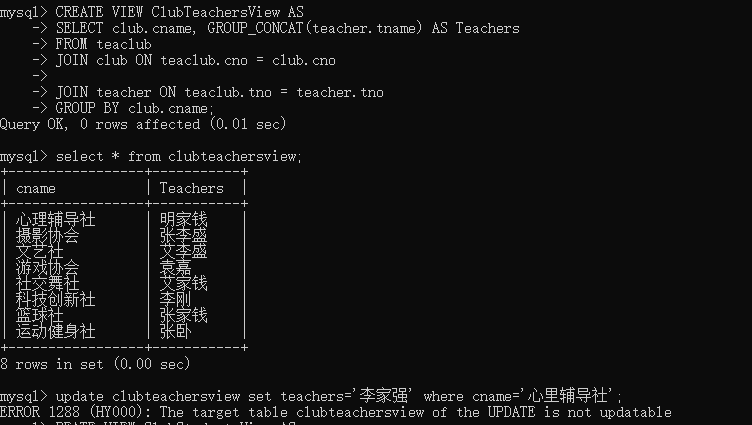 mysql> CREATE VIEW ClubTeachersView AS
    -> SELECT club.cname, GROUP_CONCAT(teacher.tname) AS Teachers
    -> FROM teaclub
    -> JOIN club ON teaclub.cno = club.cno
    ->
    -> JOIN teacher ON teaclub.tno = teacher.tno
    -> GROUP BY club.cname;
Query OK, 0 rows affected (0.01 sec)
mysql> select * from clubteachersview;
+-----------------+-----------+
| cname           | Teachers  |
+-----------------+-----------+
| 心理辅导社 | 明家钱 |
| 摄影协会 | 张李盛 |
| 文艺社 | 艾李盛 |
| 游戏协会 | 袁嘉 |
| 社交舞社 | 艾家钱 |
| 科技创新社 | 李刚 |
| 篮球社 | 张家钱 |
| 运动健身社 | 张卧 |
+-----------------+-----------+
8 rows in set (0.00 sec)
mysql> update clubteachersview set teachers='李家强' where cname='心里辅导社';
ERROR 1288 (HY000): The target table clubteachersview of the UPDATE is not updatable